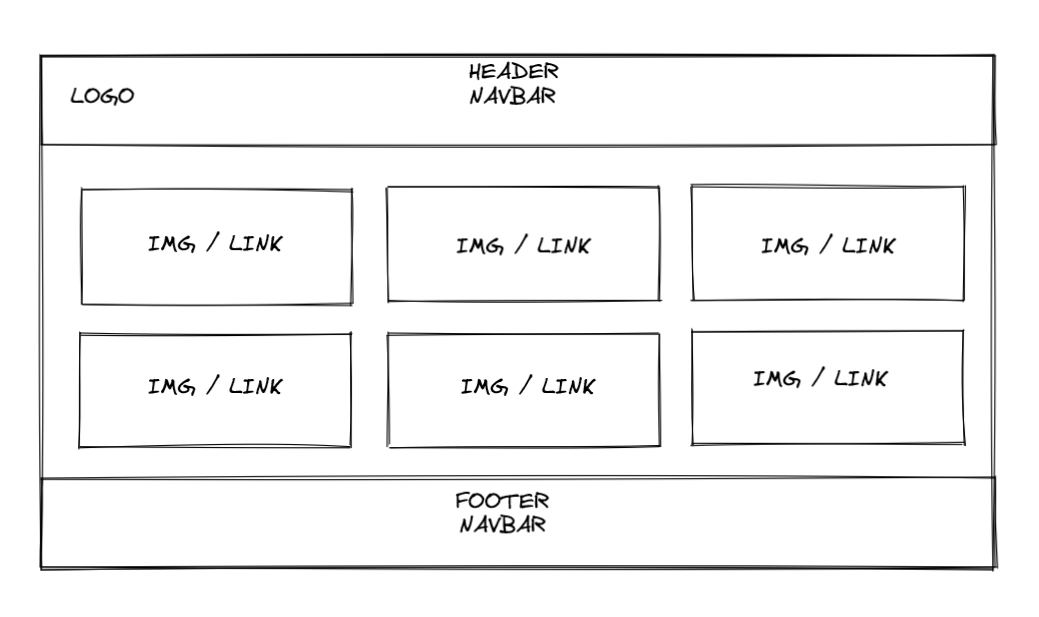 HEADER
LOGO
NAVBAR
IMG / LINK
IMG / LINK
IMG / LINK
IMG / LINK
IMG / LINK
IMG / LINK
FOOTER
NAVBAR